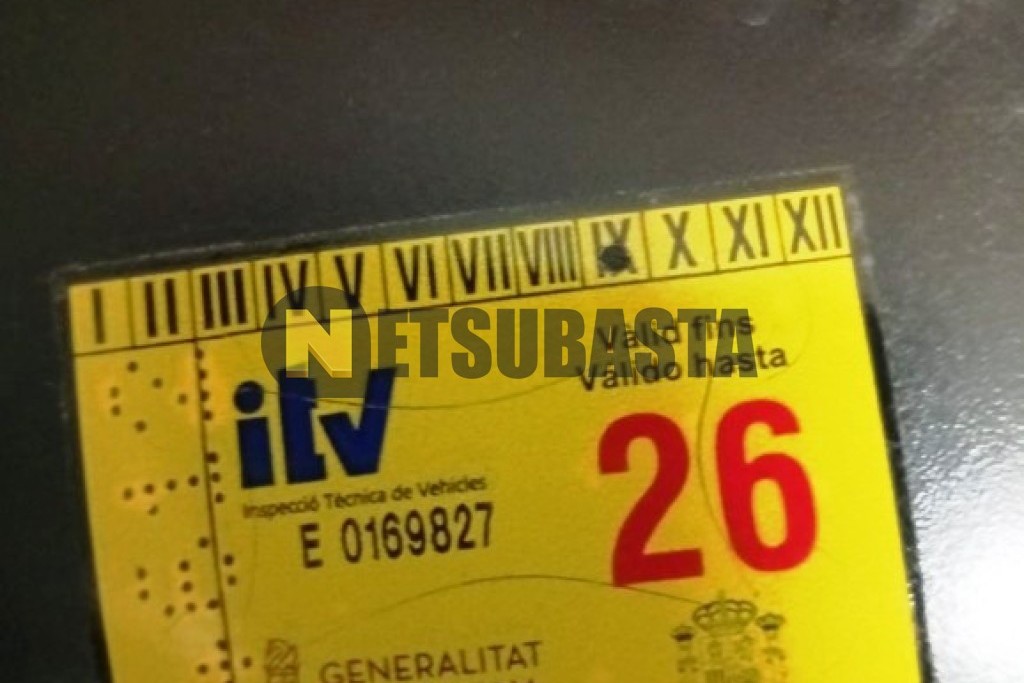 I II III IV V VI VII VIII IX X XI XII
NETSUBASTA
Vàlid fins
Válido hasta
itv
26
Inspecció Tècnica de Vehicles
E 0169827
GENERALITAT